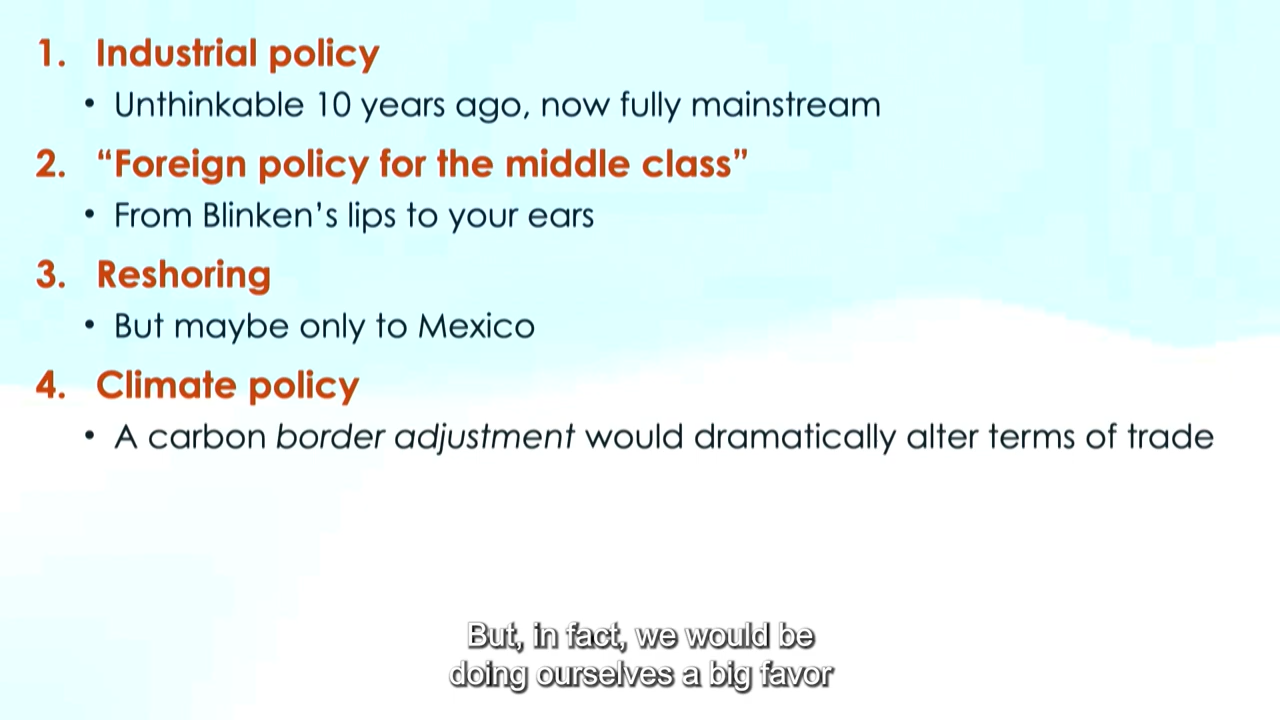 1. Industrial policy
• Unthinkable 10 years ago, now fully mainstream
2. “Foreign policy for the middle class”
• From Blinken’s lips to your ears
3. Reshoring
• But maybe only to Mexico
4. Climate policy
• A carbon border adjustment would dramatically alter terms of trade
But, in fact, we would be
doing ourselves a big favor